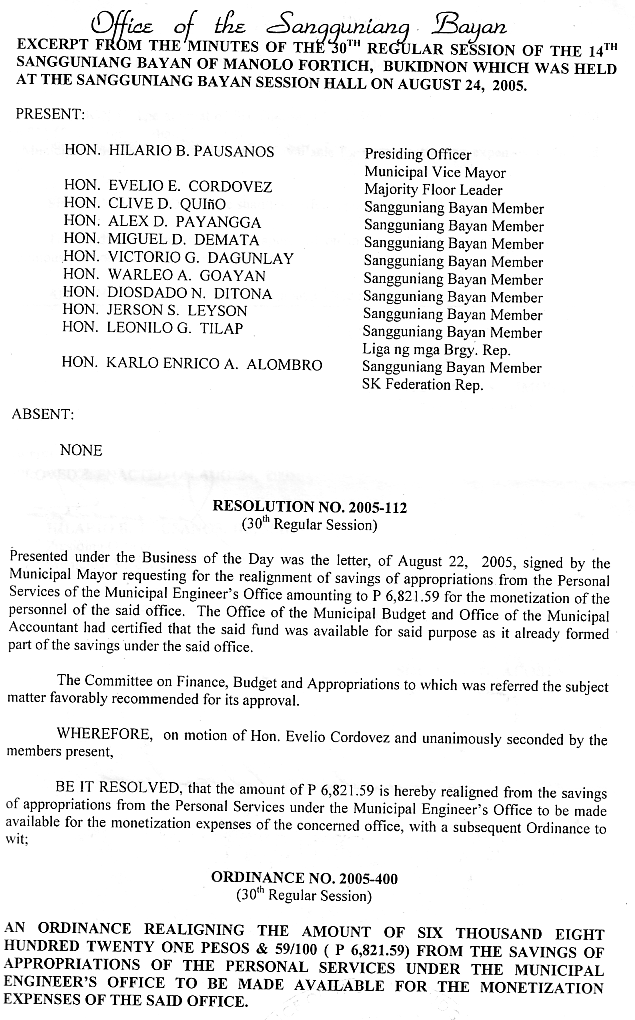 Office of the Sangguniang Bayan
EXCERPT FROM THE MINUTES OF THE 30TH REGULAR SESSION OF THE 14TH
SANGGUNIANG BAYAN OF MANOLO FORTICH, BUKIDNON WHICH WAS HELD
AT THE SANGGUNIANG BAYAN SESSION HALL ON AUGUST 24, 2005.
PRESENT:
HON. HILARIO B. PAUSANOS Presiding Officer
Municipal Vice Mayor
HON. EVELIO E. CORDOVEZ Majority Floor Leader
HON. CLIVE D. QUIñO Sangguniang Bayan Member
HON. ALEX D. PAYANGGA Sangguniang Bayan Member
HON. MIGUEL D. DEMATA Sangguniang Bayan Member
HON. VICTORIO G. DAGUNLAY Sangguniang Bayan Member
HON. WARLEO A. GOAYAN Sangguniang Bayan Member
HON. DIOSDADO N. DITONA Sangguniang Bayan Member
HON. JERSON S. LEYSON Sangguniang Bayan Member
HON. LEONILO G. TILAP Sangguniang Bayan Member
Liga ng mga Brgy. Rep.
HON. KARLO ENRICO A. ALOMBRO Sangguniang Bayan Member
SK Federation Rep.
ABSENT:
NONE
RESOLUTION NO. 2005-112
(30th Regular Session)
Presented under the Business of the Day was the letter, of August 22, 2005, signed by the
Municipal Mayor requesting for the realignment of savings of appropriations from the Personal
Services of the Municipal Engineer's Office amounting to P 6,821.59 for the monetization of the
personnel of the said office. The Office of the Municipal Budget and Office of the Municipal
Accountant had certified that the said fund was available for said purpose as it already formed
part of the savings under the said office.
The Committee on Finance, Budget and Appropriations to which was referred the subject
matter favorably recommended for its approval.
WHEREFORE, on motion of Hon. Evelio Cordovez and unanimously seconded by the
members present,
BE IT RESOLVED, that the amount of P 6,821.59 is hereby realigned from the savings
of appropriations from the Personal Services under the Municipal Engineer's Office to be made
available for the monetization expenses of the concerned office, with a subsequent Ordinance to
wit;
ORDINANCE NO. 2005-400
(30th Regular Session)
AN ORDINANCE REALIGNING THE AMOUNT OF SIX THOUSAND EIGHT
HUNDRED TWENTY ONE PESOS & 59/100 ( P 6,821.59) FROM THE SAVINGS OF
APPROPRIATIONS OF THE PERSONAL SERVICES UNDER THE MUNICIPAL
ENGINEER'S OFFICE TO BE MADE AVAILABLE FOR THE MONETIZATION
EXPENSES OF THE SAID OFFICE.